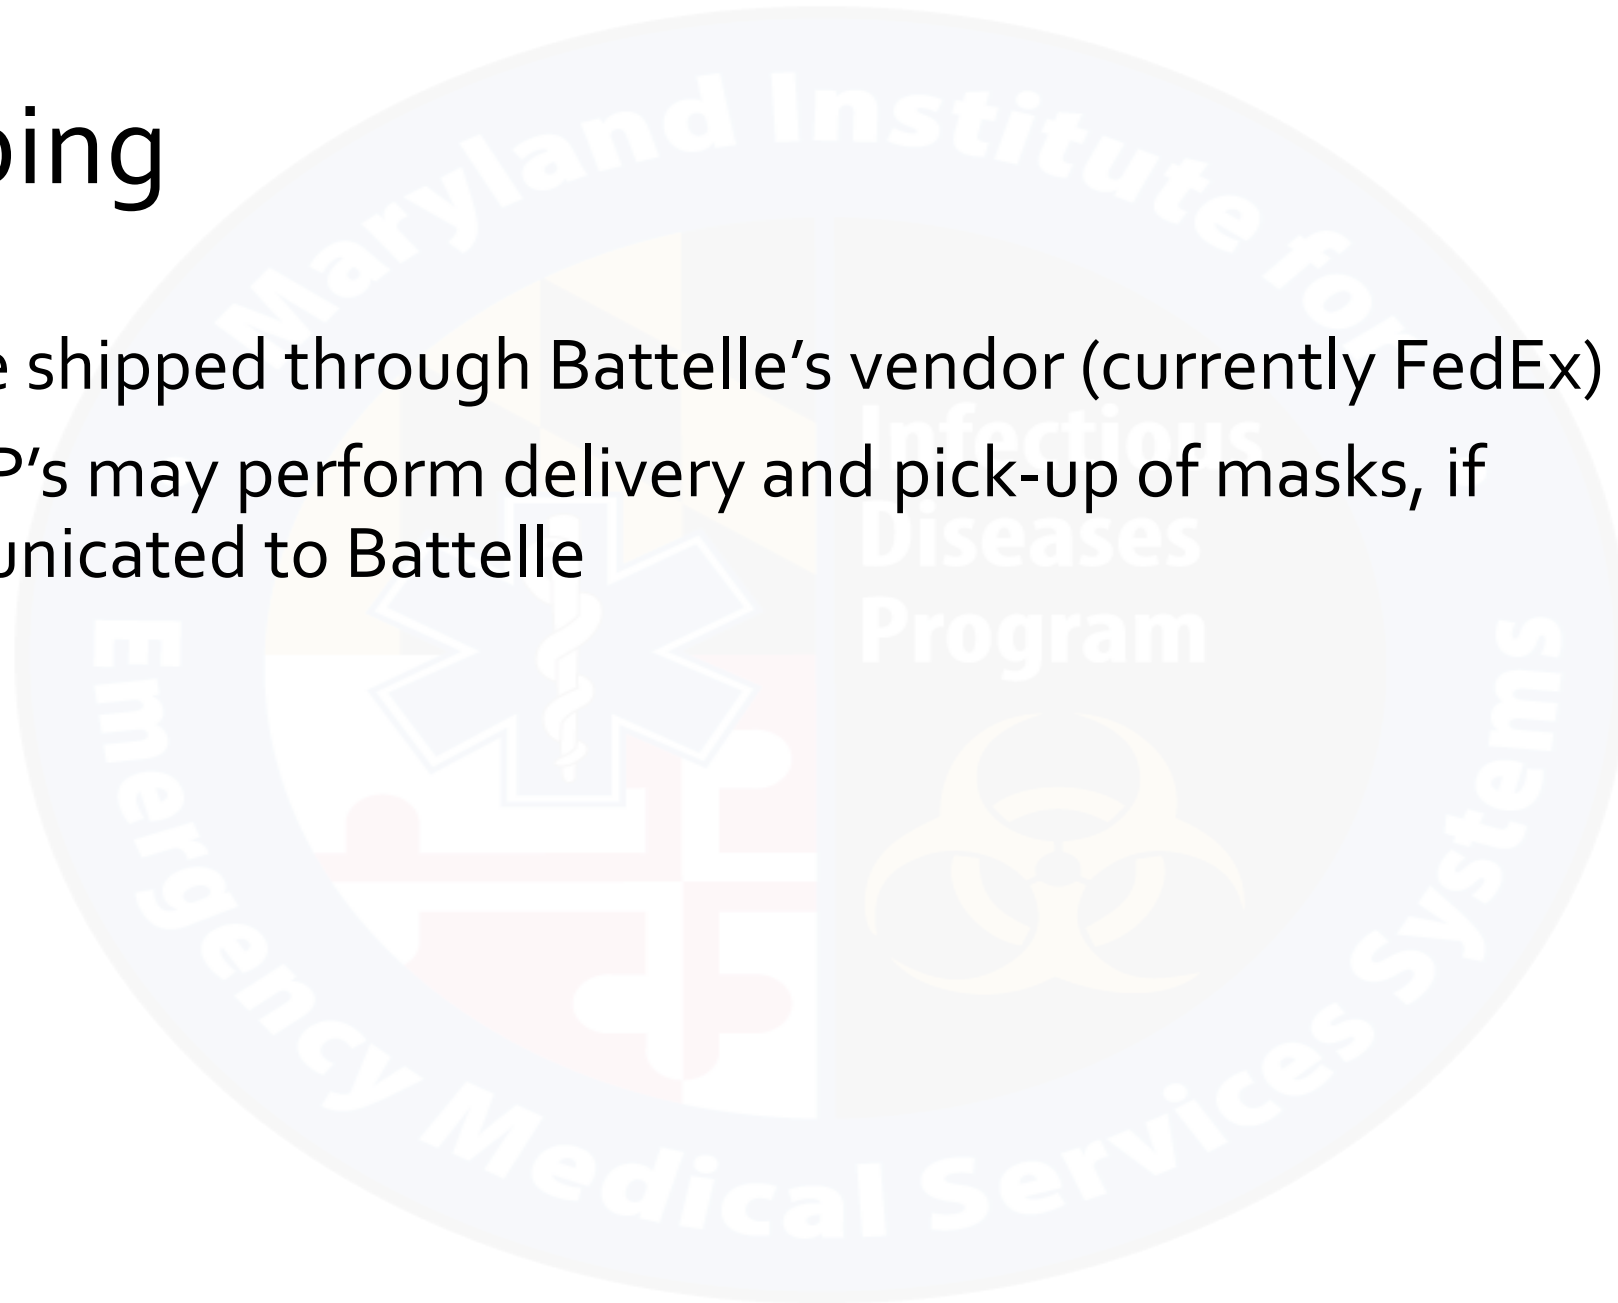 ping
e shipped through Battelle’s vendor (currently FedEx)
P’s may perform delivery and pick-up of masks, if
unicated to Battelle
Maryland Institute for
Emergency Medical Services Systems
Infectious
Diseases
Program